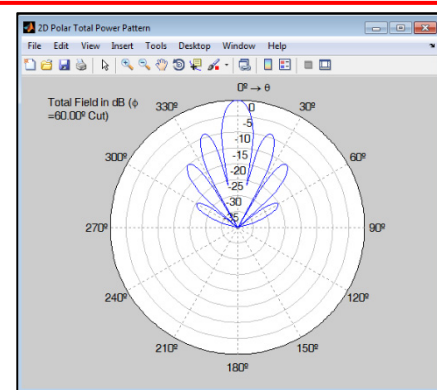 2D Polar Total Power Pattern
File Edit View Insert Tools Desktop Window Help
0º → θ
Total Field in dB (ϕ
=60.00º Cut)
330º
30º
0
-5
-10
-15
-20
-25
-30
-35
300º
60º
270º
90º
240º
120º
210º
150º
180º